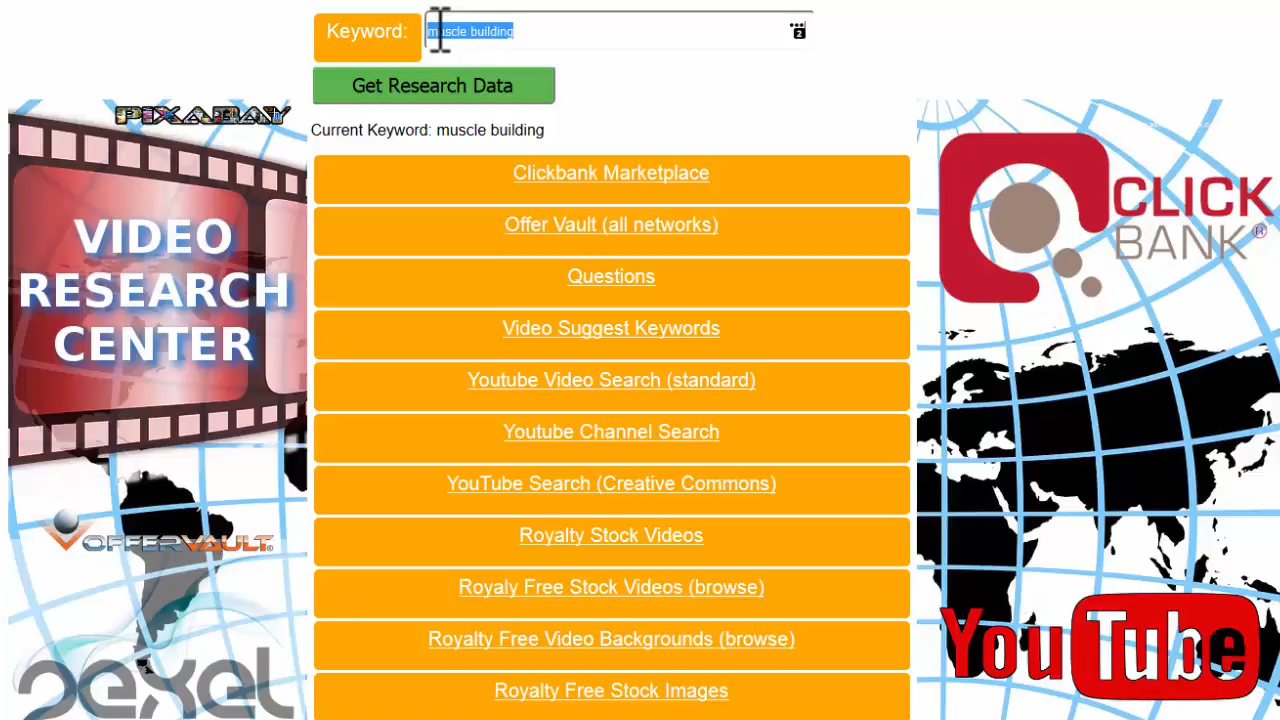 Keyword:
muscle building
Get Research Data
Current Keyword: muscle building
PIXABAY
VIDEO
RESEARCH
CENTER
OFFERVAULT
pexel
Clickbank Marketplace
Offer Vault (all networks)
Questions
Video Suggest Keywords
Youtube Video Search (standard)
Youtube Channel Search
YouTube Search (Creative Commons)
Royalty Stock Videos
Royaly Free Stock Videos (browse)
Royalty Free Video Backgrounds (browse)
Royalty Free Stock Images
CLICK
BANK®
YouTube